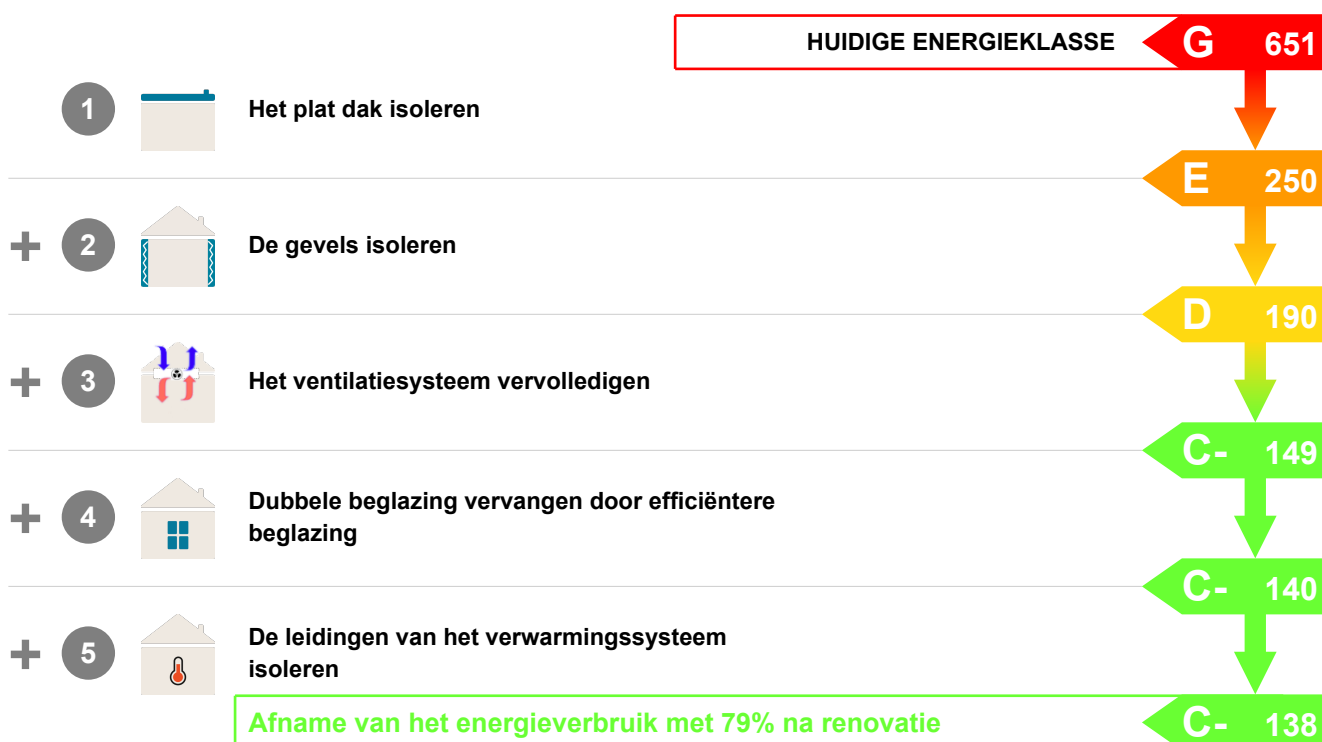 HUIDIGE ENERGIEKLASSE G 651
1 Het plat dak isoleren
E 250
+ 2 De gevels isoleren
D 190
+ 3 Het ventilatiesysteem vervolledigen
C- 149
+ 4 Dubbele beglazing vervangen door efficiëntere
beglazing
C- 140
+ 5 De leidingen van het verwarmingssysteem
isoleren
Afname van het energieverbruik met 79% na renovatie C- 138